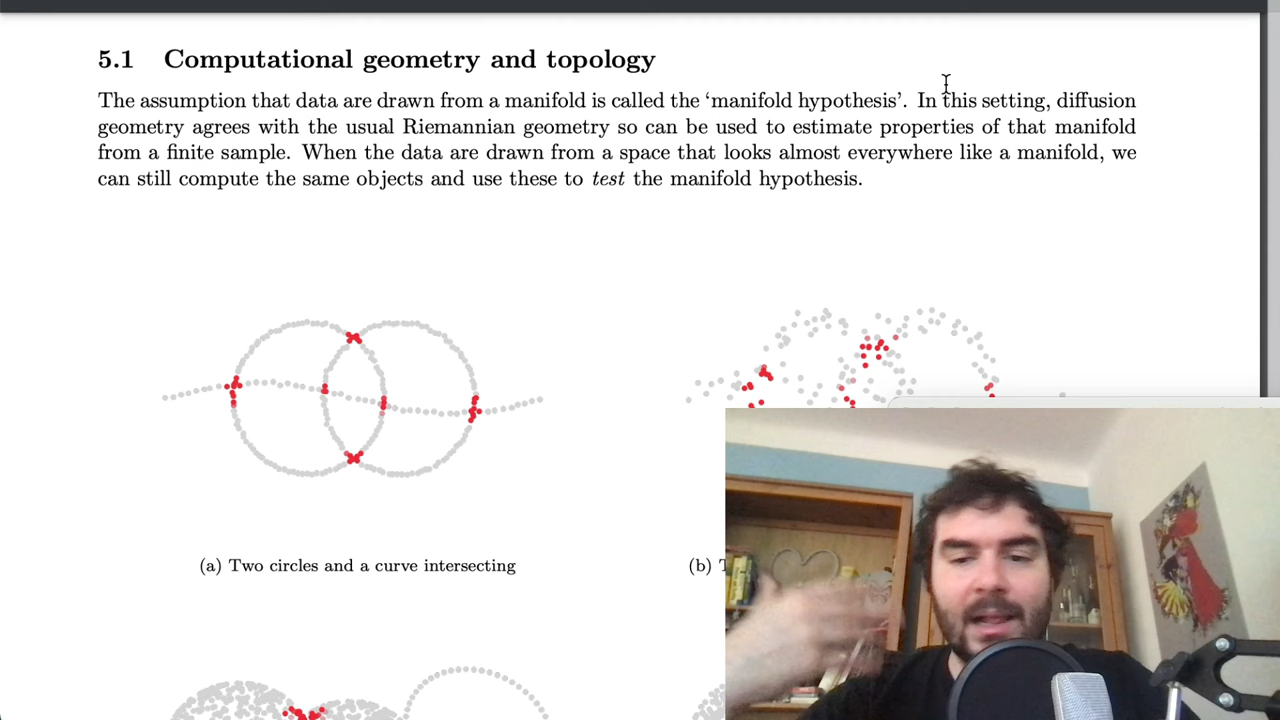 5.1 Computational geometry and topology
The assumption that data are drawn from a manifold is called the ‘manifold hypothesis’. In this setting, diffusion
geometry agrees with the usual Riemannian geometry so can be used to estimate properties of that manifold
from a finite sample. When the data are drawn from a space that looks almost everywhere like a manifold, we
can still compute the same objects and use these to test the manifold hypothesis.
(a) Two circles and a curve intersecting
(b)